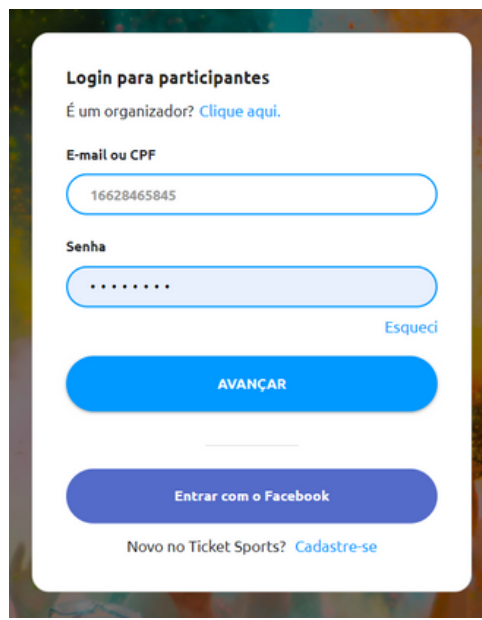 Login para participantes
É um organizador? Clique aqui.
E-mail ou CPF
16628465845
Senha
••••••••
Esqueci
AVANÇAR
Entrar com o Facebook
Novo no Ticket Sports? Cadastre-se